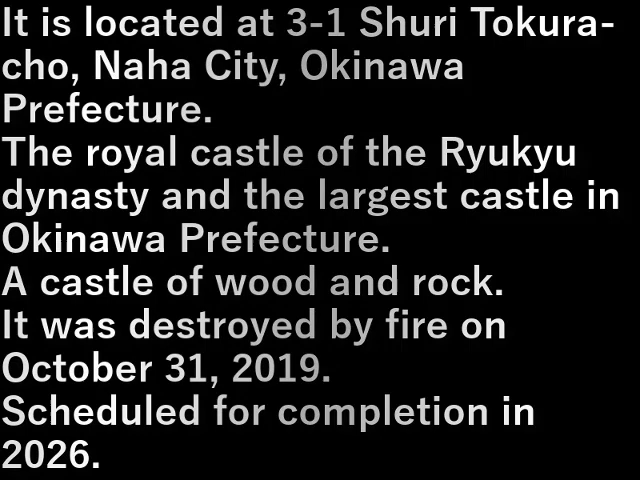 It is located at 3-1 Shuri Tokura-
cho, Naha City, Okinawa
Prefecture.
The royal castle of the Ryukyu
dynasty and the largest castle in
Okinawa Prefecture.
A castle of wood and rock.
It was destroyed by fire on
October 31, 2019.
Scheduled for completion in
2026.